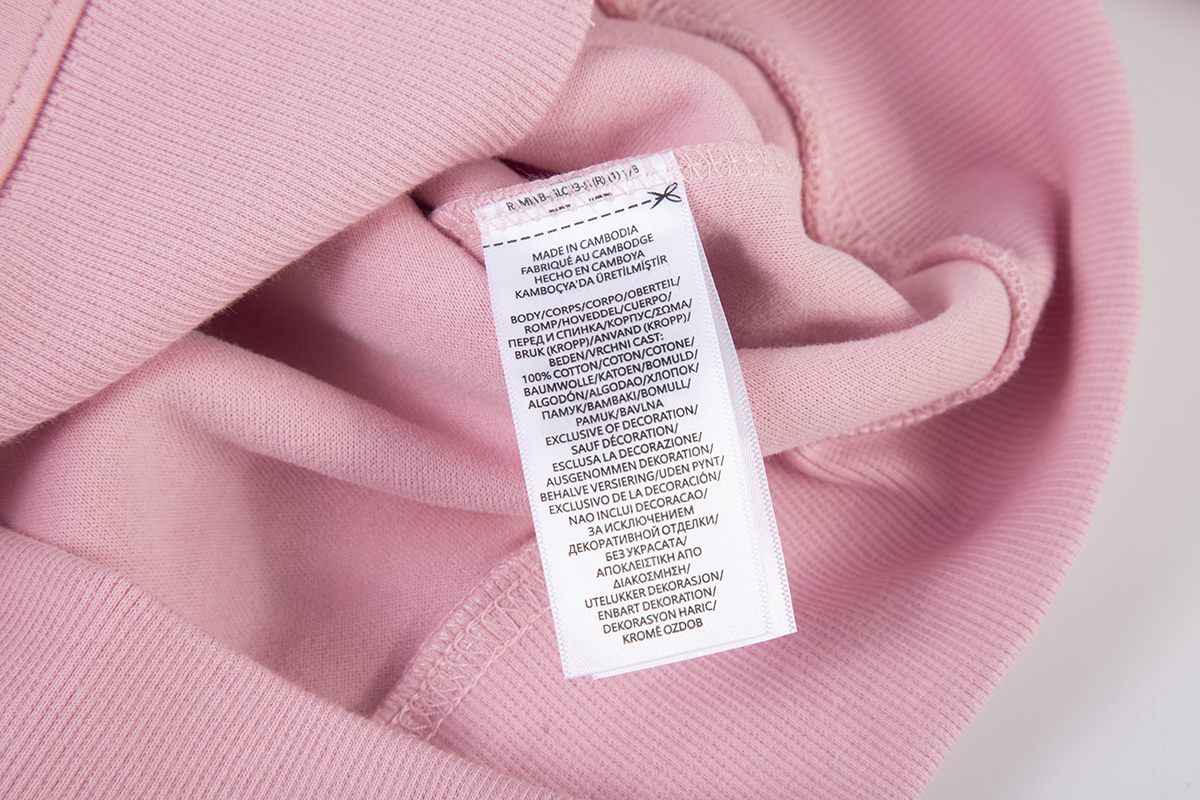 MADE IN CAMBODIA
FABRIQUÉ AU CAMBODGE
HECHO EN CAMBOYA
KAMBOÇYA'DA ÜRETİLMİŞTİR
BODY/CORPS/CORPO/OBERTEIL/
ROMP/HOVEDDEL/CUERPO/
ПЕРЕД И СПИНКА/КОРПУС/ΣΩΜΑ/
BRUK (KROPP)/ANVAND (KROPP)/
BEDEN/VRCHNI CAST:
100% COTTON/COTON/COTONE/
BAUMWOLLE/KATOEN/BOMULD/
ALGODÓN/ALGODAO/ХЛОПОК/
ПАМУК/ΒΑΜΒΑΚΙ/BOMULL/
PAMUK/BAVLNA
EXCLUSIVE OF DECORATION/
SAUF DÉCORATION/
ESCLUSA LA DECORAZIONE/
AUSGENOMMEN DEKORATION/
BEHALVE VERSIERING/UDEN PYNT/
EXCLUSIVO DE LA DECORACIÓN/
NAO INCLUI DECORACAO/
ЗА ИСКЛЮЧЕНИЕМ
ДЕКОРАТИВНОЙ ОТДЕЛКИ/
БЕЗ УКРАСАТА/
ΑΠΟΚΛΕΙΣΤΙΚΗ ΑΠΟ
ΔΙΑΚΟΣΜΗΣΗ/
UTELUKKER DEKORASJON/
ENBART DEKORATION/
DEKORASYON HARIC/
KROMĚ OZDOB